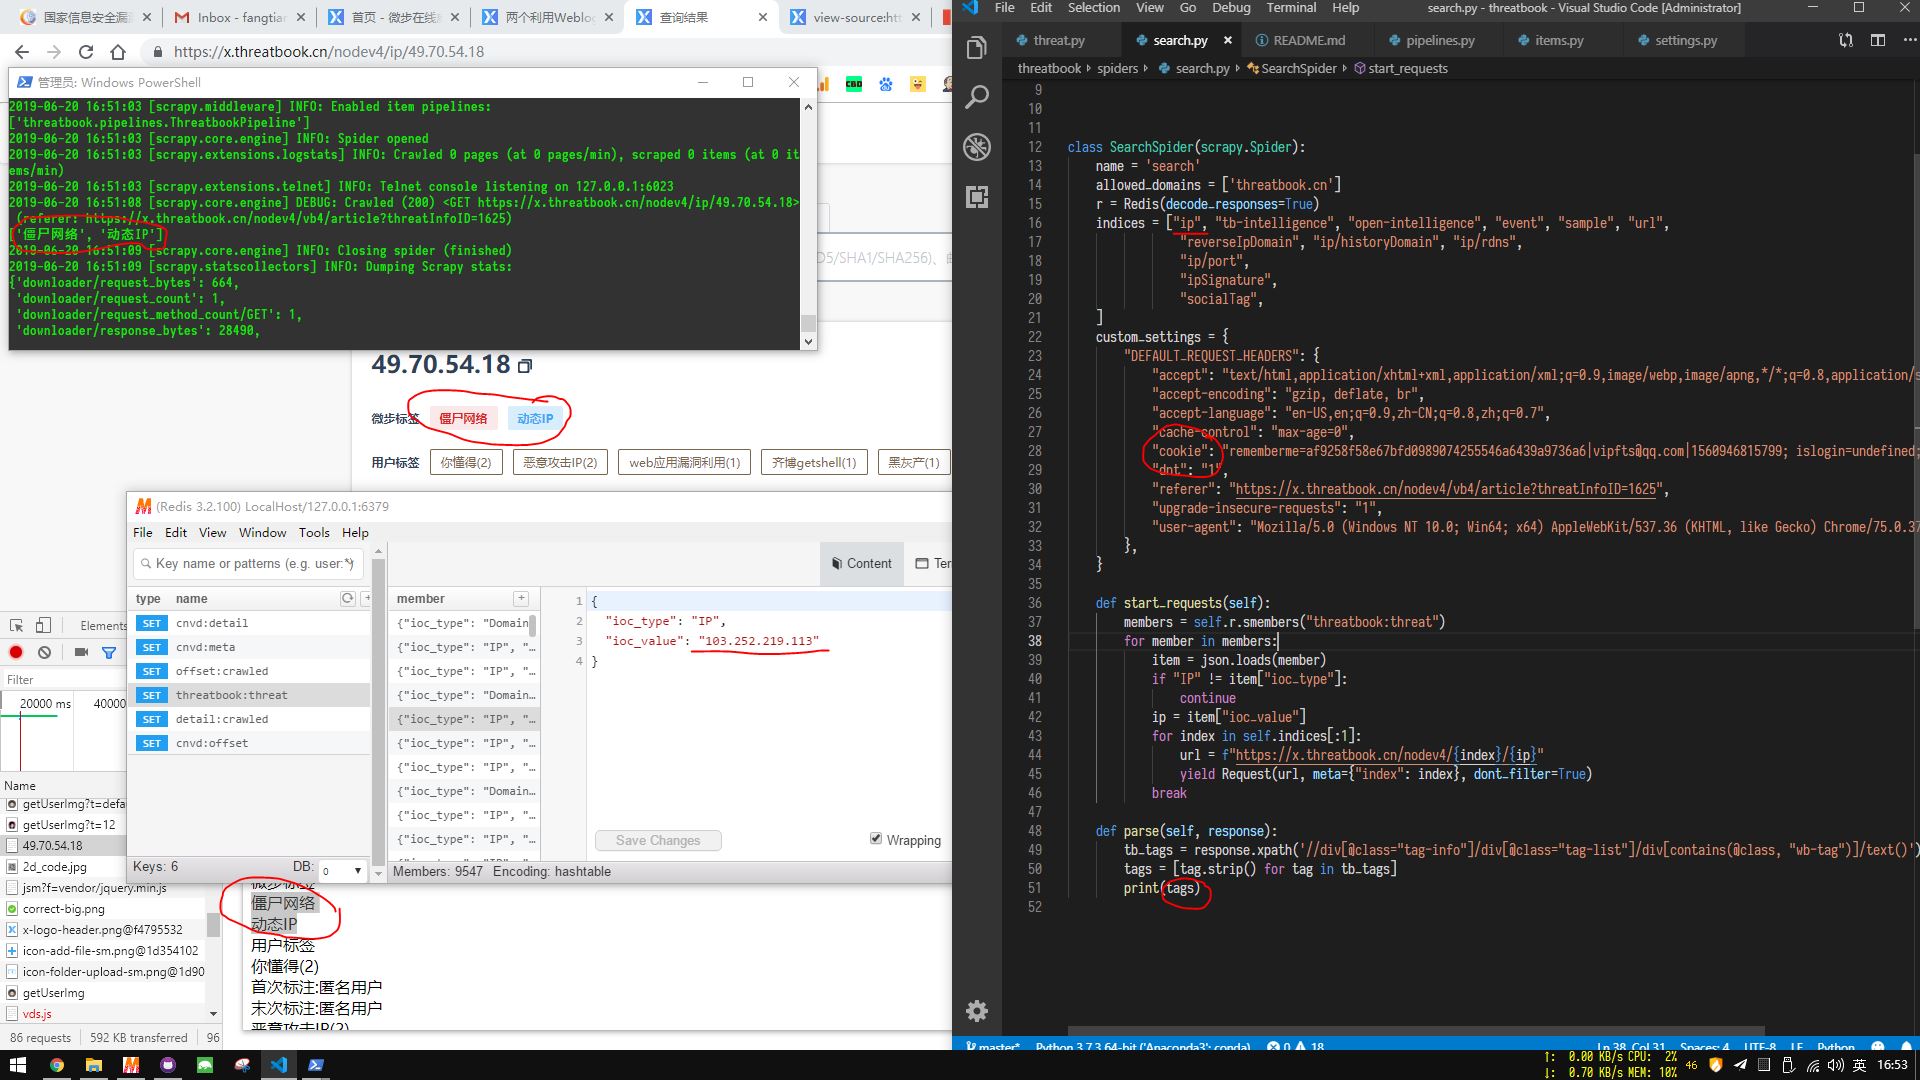 国家信息安全漏洞
Inbox - fangtian
首页 - 微步在线威
两个利用Weblog
查询结果
view-source:htt
https://x.threatbook.cn/nodev4/ip/49.70.54.18
管理员: Windows PowerShell
2019-06-20 16:51:03 [scrapy.middleware] INFO: Enabled item pipelines:
['threatbook.pipelines.ThreatbookPipeline']
2019-06-20 16:51:03 [scrapy.core.engine] INFO: Spider opened
2019-06-20 16:51:03 [scrapy.extensions.logstats] INFO: Crawled 0 pages (at 0 pages/min), scraped 0 items (at 0 it
ems/min)
2019-06-20 16:51:03 [scrapy.extensions.telnet] INFO: Telnet console listening on 127.0.0.1:6023
2019-06-20 16:51:08 [scrapy.core.engine] DEBUG: Crawled (200) <GET https://x.threatbook.cn/nodev4/ip/49.70.54.18>
(referer: https://x.threatbook.cn/nodev4/vb4/article?threatInfoID=1625)
['僵尸网络', '动态IP']
2019-06-20 16:51:09 [scrapy.core.engine] INFO: Closing spider (finished)
2019-06-20 16:51:09 [scrapy.statscollectors] INFO: Dumping Scrapy stats:
{'downloader/request_bytes': 664,
'downloader/request_count': 1,
'downloader/request_method_count/GET': 1,
'downloader/response_bytes': 28490,
D5/SHA1/SHA256)、
49.70.54.18
微步标签 僵尸网络 动态IP
用户标签 你懂得(2) 恶意攻击IP(2) web应用漏洞利用(1) 齐博getshell(1) 黑灰产(1)
(Redis 3.2.100) LocalHost/127.0.0.1:6379
File Edit View Window Tools Help
Key name or patterns (e.g. user:*)
Content
Ter
type name
SET cnvd:detail
SET cnvd:meta
SET offset:crawled
SET threatbook:threat
SET detail:crawled
SET cnvd:offset
Keys: 6 DB: 0
member
{"ioc_type": "Domain
{"ioc_type": "IP", "…
{"ioc_type": "IP", "…
{"ioc_type": "Domain…
{"ioc_type": "IP", "…
{"ioc_type": "IP", "…
{"ioc_type": "IP", "…
{"ioc_type": "Domain…
{"ioc_type": "IP", "…
{"ioc_type": "IP", "…
1 {
2 "ioc_type": "IP",
3 "ioc_value": "103.252.219.113"
4 }
Save Changes
Wrapping
Members: 9547 Encoding: hashtable
Elements
Filter
20000 ms 40000
Name
getUserImg?t=defa
getUserImg?t=12
49.70.54.18
2d_code.jpg
jsm?f=vendor/jquery.min.js
correct-big.png
x-logo-header.png@f4795532
icon-add-file-sm.png@1d354102
icon-folder-upload-sm.png@1d90
getUserImg
vds.js
86 requests 592 KB transferred 96
微步标签
僵尸网络
动态IP
用户标签
你懂得(2)
首次标注:匿名用户
末次标注:匿名用户
恶意攻击IP(2)
File Edit Selection View Go Debug Terminal Help
search.py - threatbook - Visual Studio Code [Administrator]
threat.py
search.py
README.md
pipelines.py
items.py
settings.py
threatbook spiders search.py SearchSpider start_requests
9
10
11
12 class SearchSpider(scrapy.Spider):
13 name = 'search'
14 allowed_domains = ['threatbook.cn']
15 r = Redis(decode_responses=True)
16 indices = ["ip", "tb-intelligence", "open-intelligence", "event", "sample", "url",
17 "reverseIpDomain", "ip/historyDomain", "ip/rdns",
18 "ip/port",
19 "ipSignature",
20 "socialTag",
21 ]
22 custom_settings = {
23 "DEFAULT_REQUEST_HEADERS": {
24 "accept": "text/html,application/xhtml+xml,application/xml;q=0.9,image/webp,image/apng,*/*;q=0.8,application/s
25 "accept-encoding": "gzip, deflate, br",
26 "accept-language": "en-US,en;q=0.9,zh-CN;q=0.8,zh;q=0.7",
27 "cache-control": "max-age=0",
28 "cookie": "rememberme=af9258f58e67bfd0989074255546a6439a9736a6|vipfts@qq.com|1560946815799; islogin=undefined;
29 "dnt": "1",
30 "referer": "https://x.threatbook.cn/nodev4/vb4/article?threatInfoID=1625",
31 "upgrade-insecure-requests": "1",
32 "user-agent": "Mozilla/5.0 (Windows NT 10.0; Win64; x64) AppleWebKit/537.36 (KHTML, like Gecko) Chrome/75.0.37
33 },
34 }
35
36 def start_requests(self):
37 members = self.r.smembers("threatbook:threat")
38 for member in members:
39 item = json.loads(member)
40 if "IP" != item["ioc_type"]:
41 continue
42 ip = item["ioc_value"]
43 for index in self.indices[:1]:
44 url = f"https://x.threatbook.cn/nodev4/{index}/{ip}"
45 yield Request(url, meta={"index": index}, dont_filter=True)
46 break
47
48 def parse(self, response):
49 tb_tags = response.xpath('//div[@class="tag-info"]/div[@class="tag-list"]/div[contains(@class, "wb-tag")]/text()')
50 tags = [tag.strip() for tag in tb_tags]
51 print(tags)
52
master* Python 3.7.3 64-bit ('Anaconda3': conda) 0 18
Ln 38, Col 31 Spaces: 4 UTF-8 LF Python
↑: 0.00 KB/s CPU: 2%
↓: 0.70 KB/s MEM: 10%
46
英
16:53